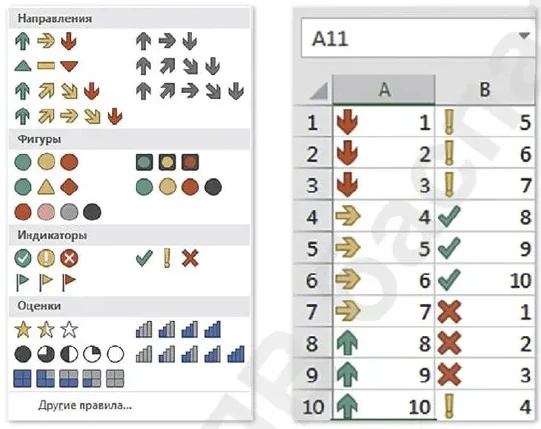 Направления
Фигуры
Индикаторы
Оценки
Другие правила...
A11
A B
1 1 5
2 2 6
3 3 7
4 4 8
5 5 9
6 6 10
7 7 1
8 8 2
9 9 3
10 10 4